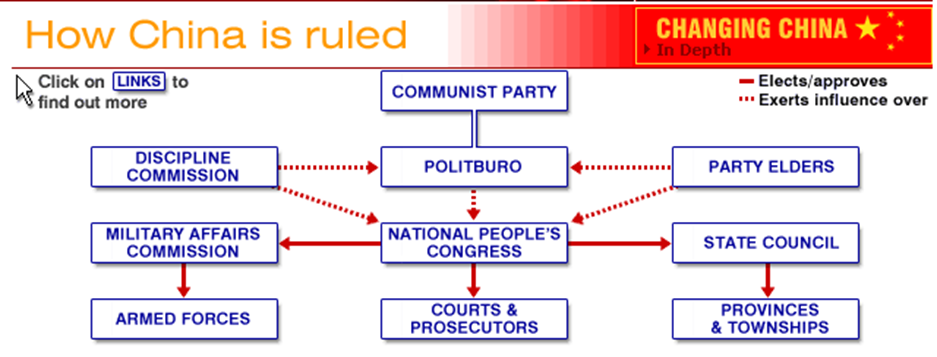 How China is ruled
CHANGING CHINA
In Depth
Click on LINKS to
find out more
Elects/approves
Exerts influence over
COMMUNIST PARTY
DISCIPLINE
COMMISSION
POLITBURO
PARTY ELDERS
MILITARY AFFAIRS
COMMISSION
NATIONAL PEOPLE'S
CONGRESS
STATE COUNCIL
ARMED FORCES
COURTS &
PROSECUTORS
PROVINCES
& TOWNSHIPS